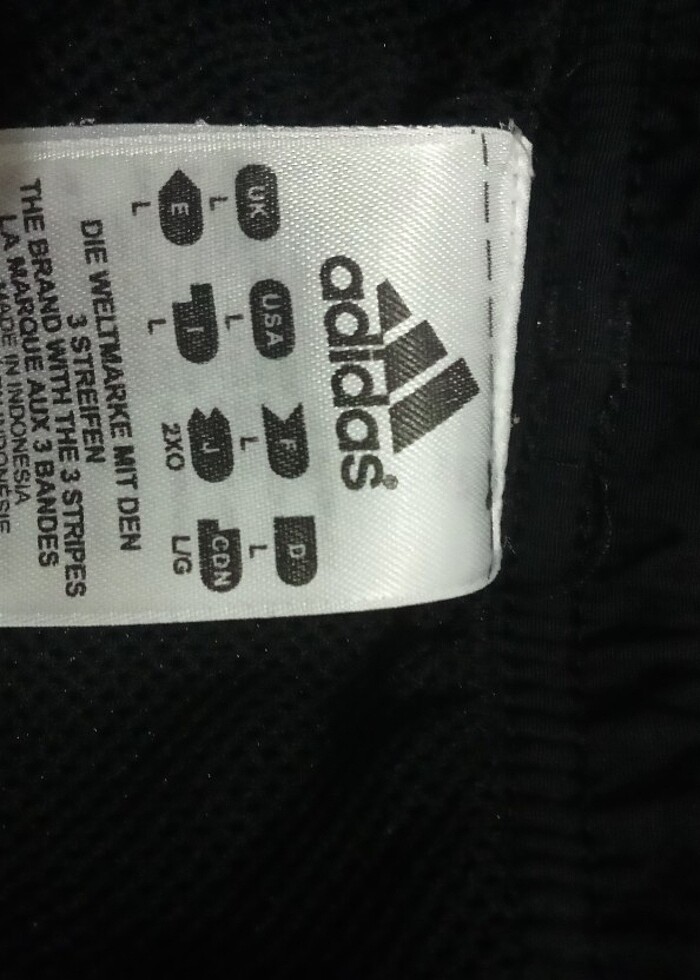 adidas®
UK USA F D
L L L L
E I J CDN
L L 2XO L/G
DIE WELTMARKE MIT DEN
3 STREIFEN
THE BRAND WITH THE 3 STRIPES
LA MARQUE AUX 3 BANDES
MADE IN INDONESIA